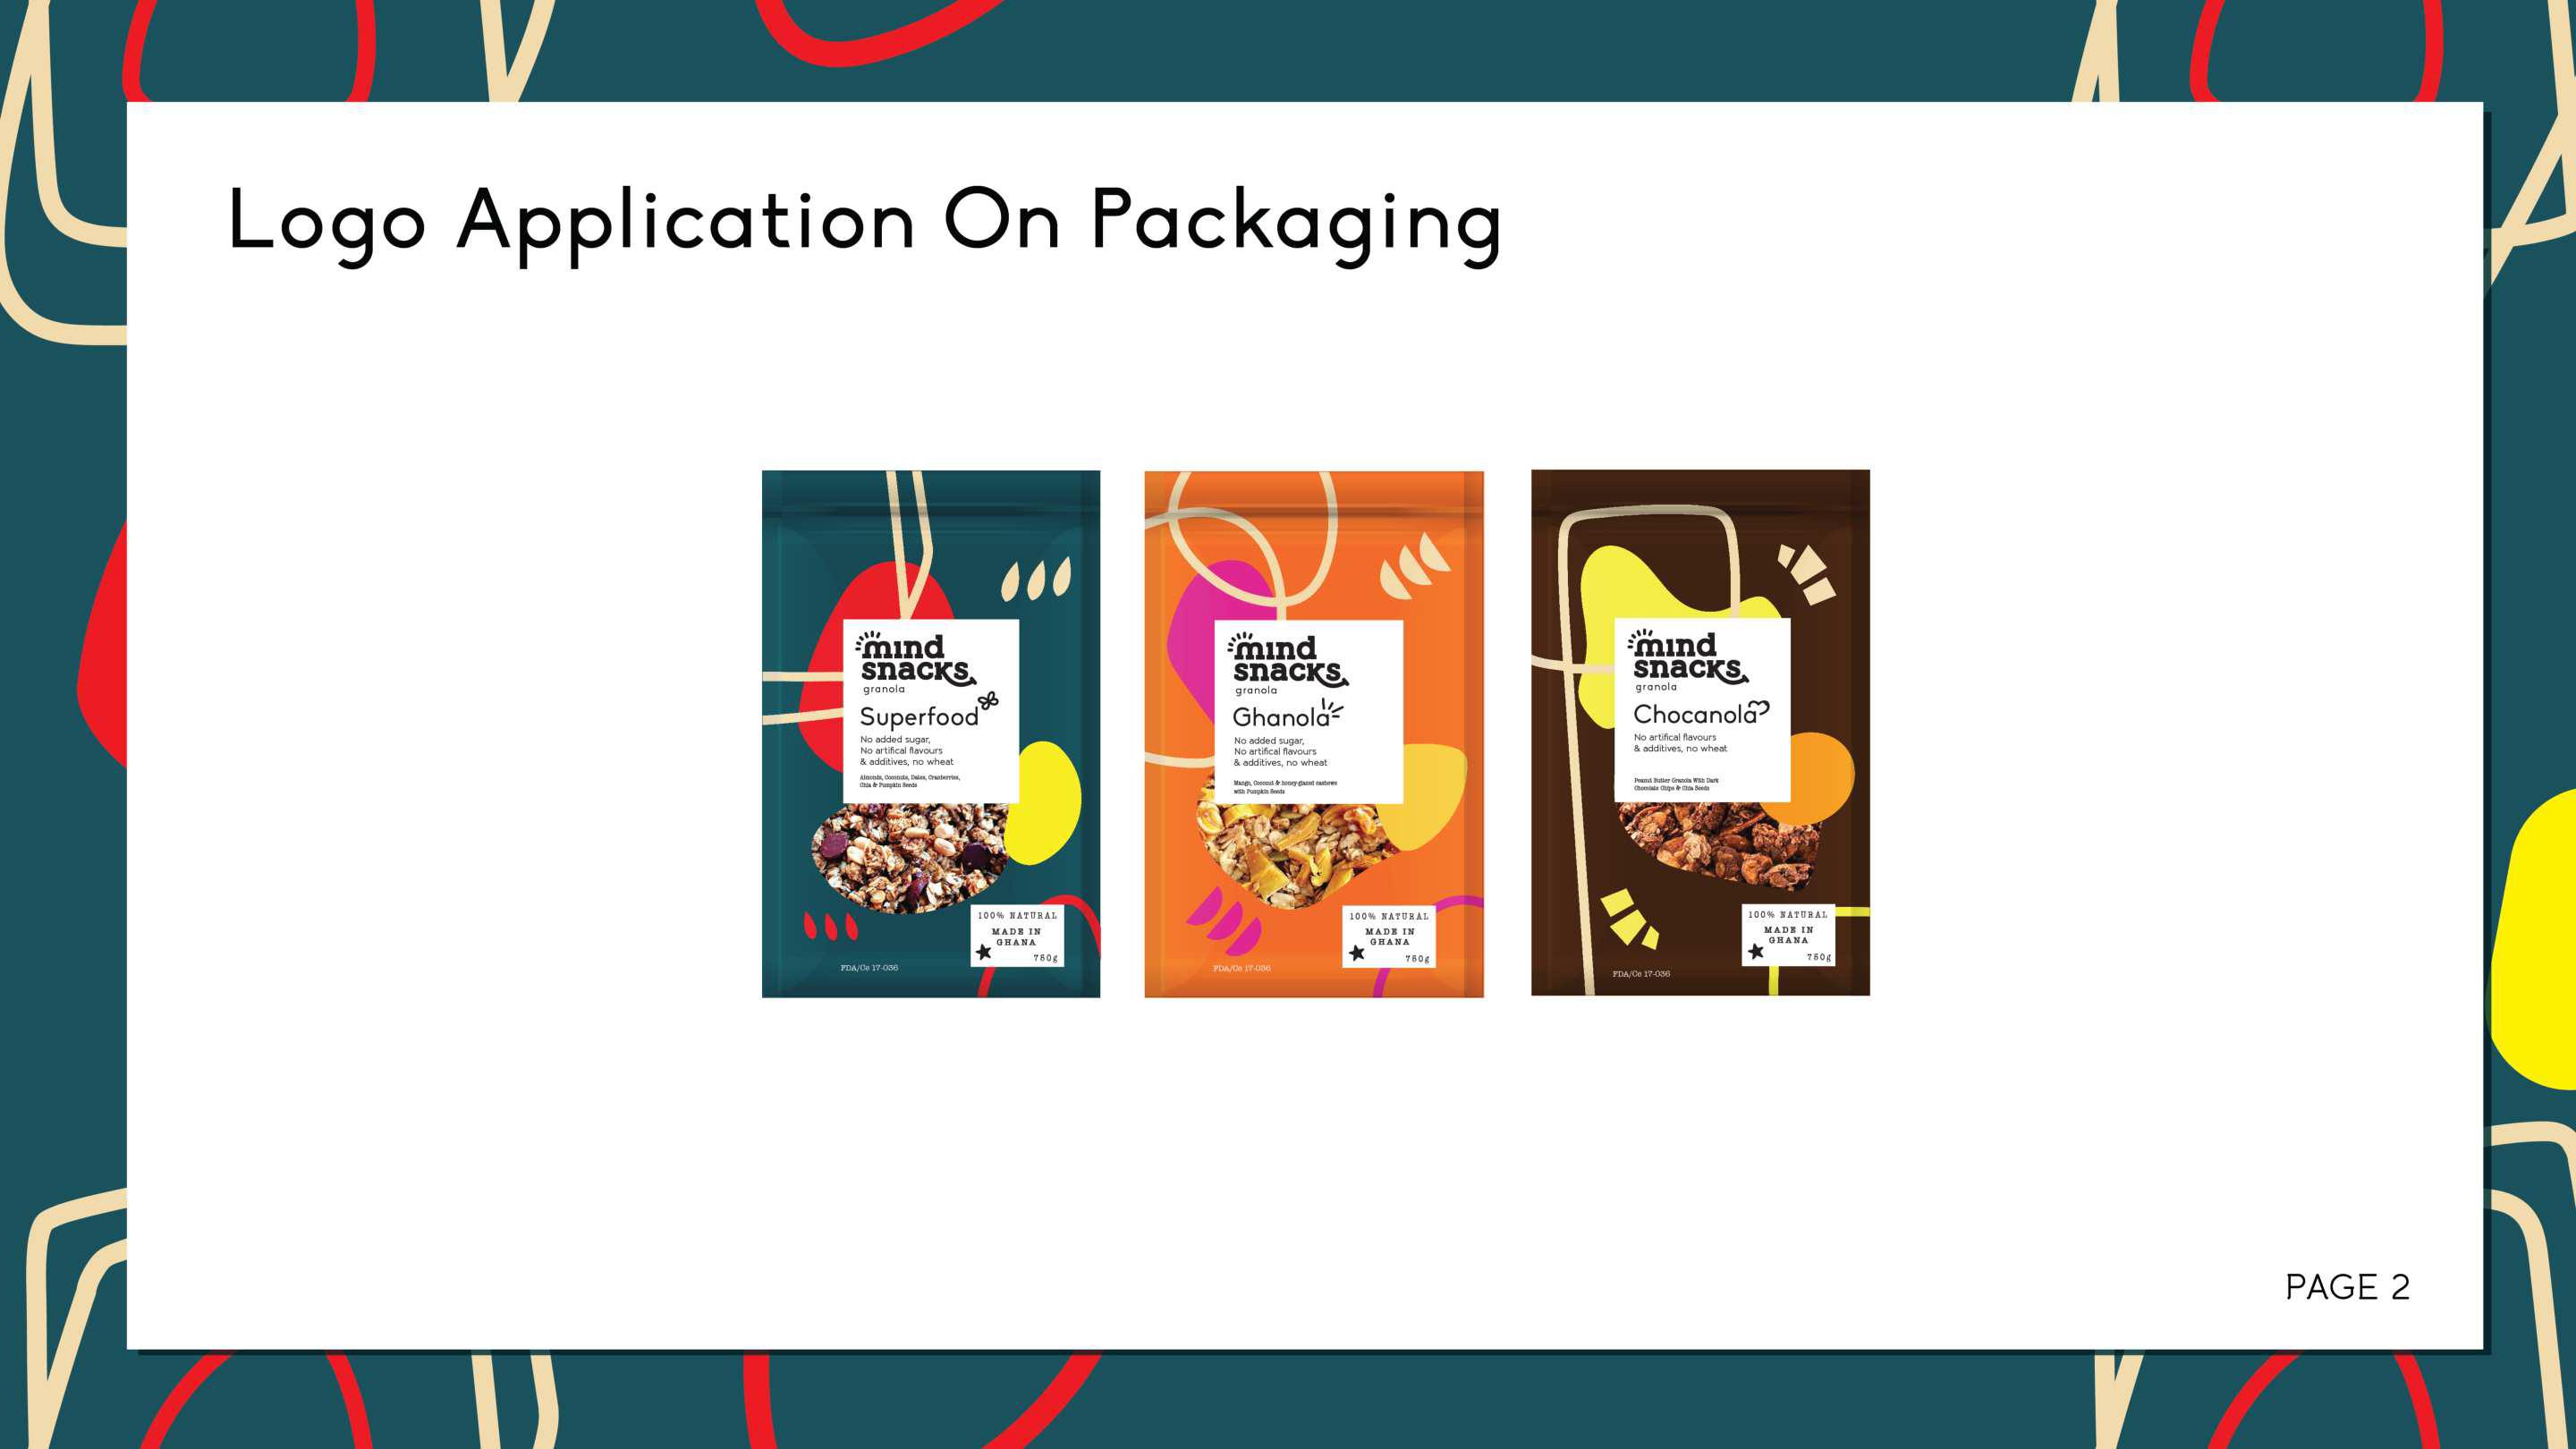 Logo Application On Packaging
mind
snacks
granola
Superfood
No added sugar,
No artifical flavours
& additives, no wheat
Almonds, Coconuts, Dates, Cranberries,
Chia & Pumpkin Seeds
100% NATURAL
MADE IN
GHANA
750g
FDA/Ce 17-036
mind
snacks
granola
Ghanola
No added sugar,
No artifical flavours
& additives, no wheat
Mango, Coconut & honey-glazed cashews
with Pumpkin Seeds
100% NATURAL
MADE IN
GHANA
750g
FDA/Ce 17-036
mind
snacks
granola
Chocanola
No artifical flavours
& additives, no wheat
Peanut Butter Granola With Dark
Chocolate Chips & Chia Seeds
100% NATURAL
MADE IN
GHANA
750g
FDA/Ce 17-036
PAGE 2